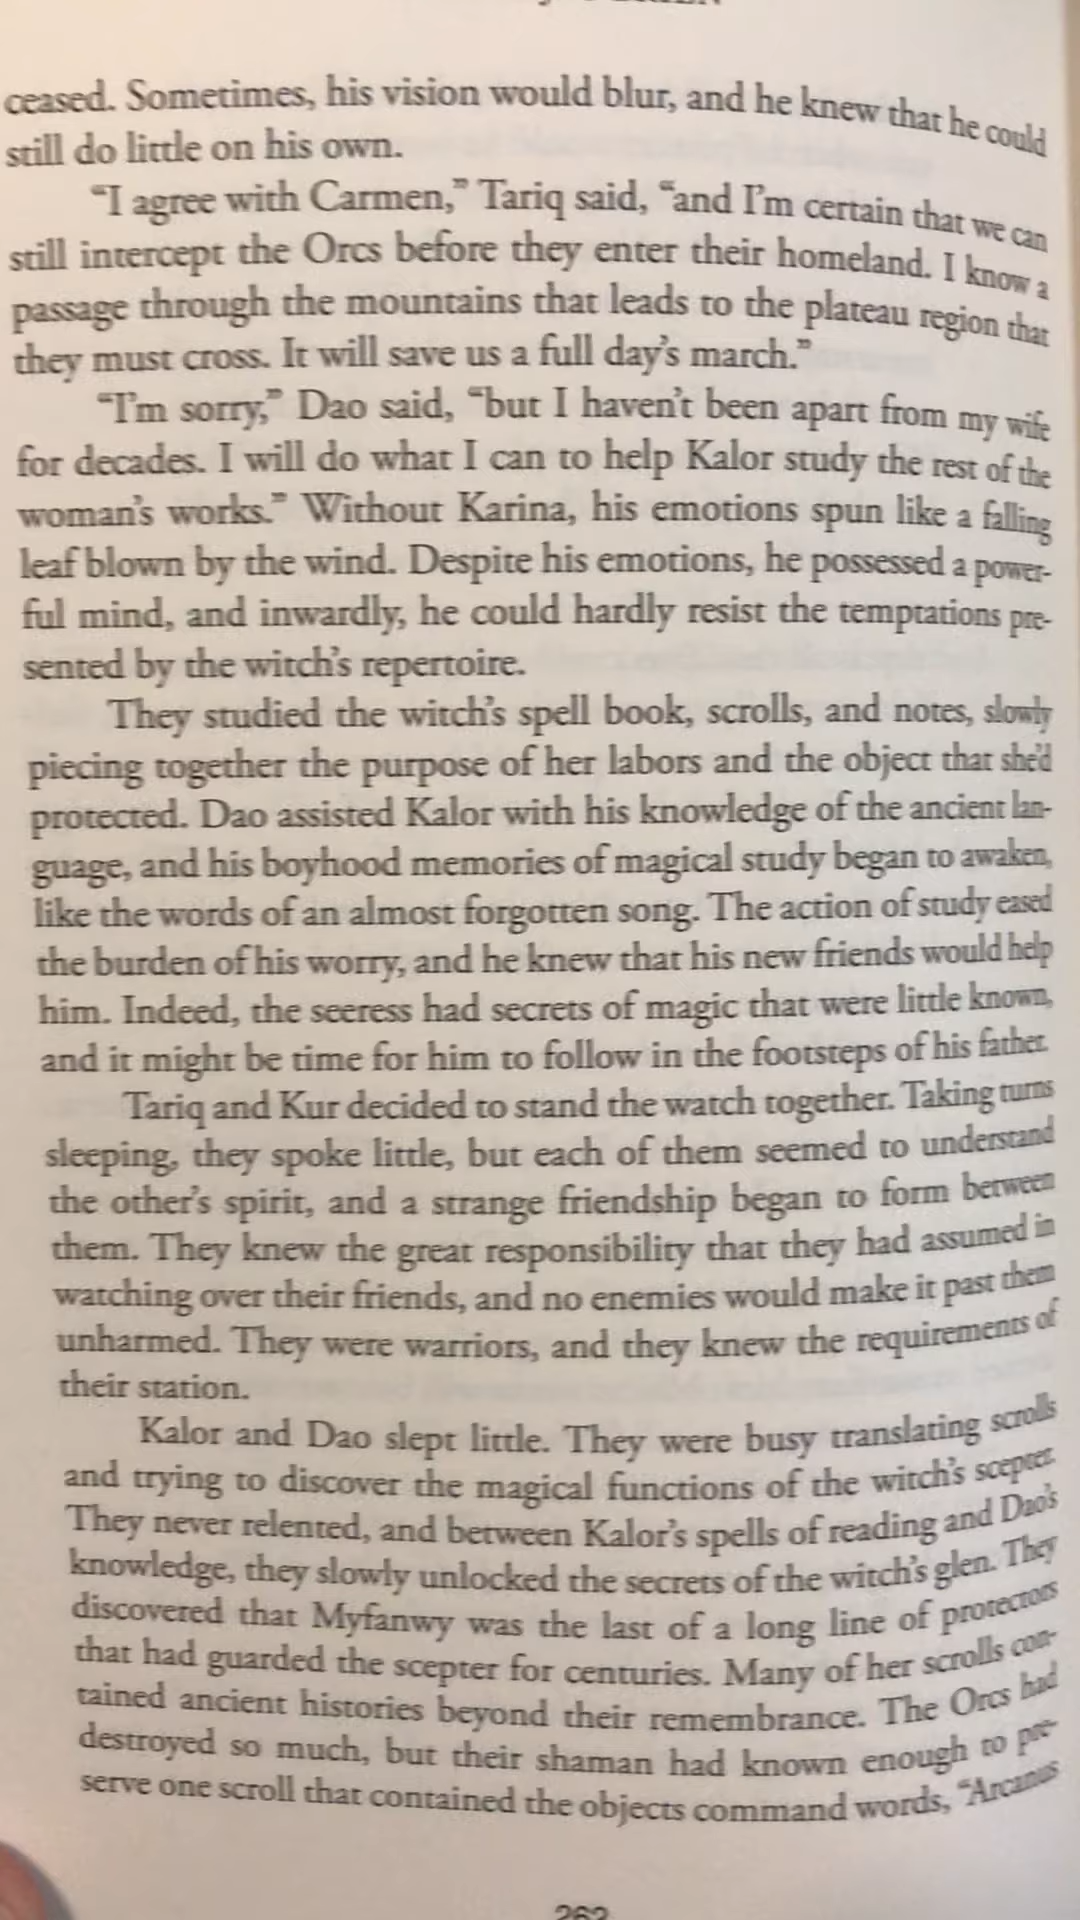 ceased. Sometimes, his vision would blur, and he knew that he could
still do little on his own.
“I agree with Carmen,” Tariq said, “and I’m certain that we can
still intercept the Orcs before they enter their homeland. I know a
passage through the mountains that leads to the plateau region that
they must cross. It will save us a full day’s march.”
“I’m sorry,” Dao said, “but I haven’t been apart from my wife
for decades. I will do what I can to help Kalor study the rest of the
woman’s works.” Without Karina, his emotions spun like a falling
leaf blown by the wind. Despite his emotions, he possessed a power-
ful mind, and inwardly, he could hardly resist the temptations pre-
sented by the witch’s repertoire.
They studied the witch’s spell book, scrolls, and notes, slowly
piecing together the purpose of her labors and the object that she’d
protected. Dao assisted Kalor with his knowledge of the ancient lan-
guage, and his boyhood memories of magical study began to awaken,
like the words of an almost forgotten song. The action of study eased
the burden of his worry, and he knew that his new friends would help
him. Indeed, the seeress had secrets of magic that were little known,
and it might be time for him to follow in the footsteps of his father.
Tariq and Kur decided to stand the watch together. Taking turns
sleeping, they spoke little, but each of them seemed to understand
the other’s spirit, and a strange friendship began to form between
them. They knew the great responsibility that they had assumed in
watching over their friends, and no enemies would make it past them
unharmed. They were warriors, and they knew the requirements of
their station.
Kalor and Dao slept little. They were busy translating scrolls
and trying to discover the magical functions of the witch’s scepter.
They never relented, and between Kalor’s spells of reading and Dao’s
knowledge, they slowly unlocked the secrets of the witch’s glen. They
discovered that Myfanwy was the last of a long line of protectors
that had guarded the scepter for centuries. Many of her scrolls con-
tained ancient histories beyond their remembrance. The Orcs had
destroyed so much, but their shaman had known enough to pre-
serve one scroll that contained the objects command words, “Arcanus
262